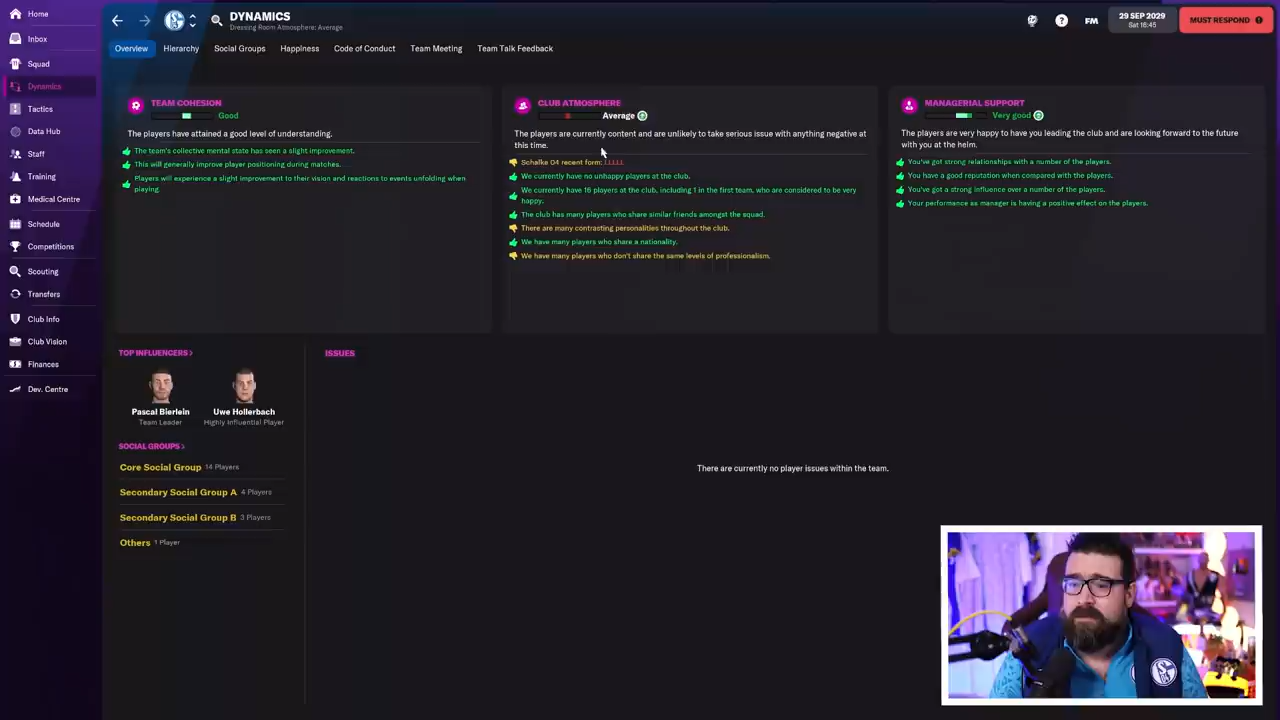 Home
Inbox
Squad
Dynamics
Tactics
Data Hub
Staff
Training
Medical Centre
Schedule
Competitions
Scouting
Transfers
Club Info
Club Vision
Finances
Dev. Centre
DYNAMICS
Dressing Room Atmosphere: Average
FM
29 SEP 2029
Sat 16:45
MUST RESPOND
Overview
Hierarchy
Social Groups
Happiness
Code of Conduct
Team Meeting
Team Talk Feedback
TEAM COHESION
Good
The players have attained a good level of understanding.
The team's collective mental state has seen a slight improvement.
This will generally improve player positioning during matches.
Players will experience a slight improvement to their vision and reactions to events unfolding when
playing.
CLUB ATMOSPHERE
Average
The players are currently content and are unlikely to take serious issue with anything negative at
this time.
Schalke 04 recent form: LLLLL
We currently have no unhappy players at the club.
We currently have 16 players at the club, including 1 in the first team, who are considered to be very
happy.
The club has many players who share similar friends amongst the squad.
There are many contrasting personalities throughout the club.
We have many players who share a nationality.
We have many players who don't share the same levels of professionalism.
MANAGERIAL SUPPORT
Very good
The players are very happy to have you leading the club and are looking forward to the future
with you at the helm.
You've got strong relationships with a number of the players.
You have a good reputation when compared with the players.
You've got a strong influence over a number of the players.
Your performance as manager is having a positive effect on the players.
TOP INFLUENCERS >
Pascal Bierlein
Team Leader
Uwe Hollerbach
Highly Influential Player
SOCIAL GROUPS >
Core Social Group 14 Players
Secondary Social Group A 4 Players
Secondary Social Group B 3 Players
Others 1 Player
ISSUES
There are currently no player issues within the team.